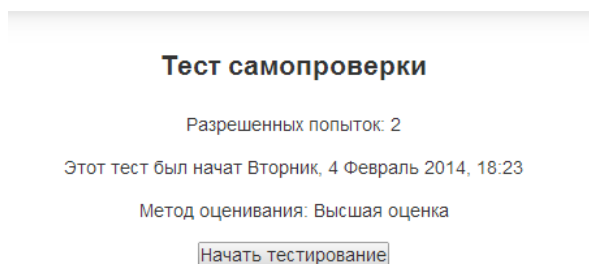 Тест самопроверки
Разрешенных попыток: 2
Этот тест был начат Вторник, 4 Февраль 2014, 18:23
Метод оценивания: Высшая оценка
Начать тестирование